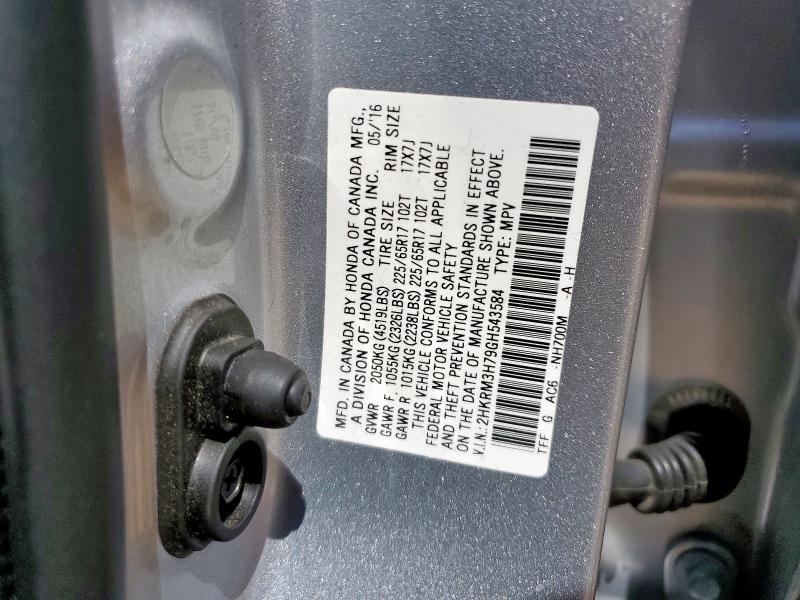 MFD. IN CANADA BY HONDA OF CANADA MFG.,
A DIVISION OF HONDA CANADA INC. 05/'16
GVWR 2050KG(4519LBS) TIRE SIZE RIM SIZE
GAWR F. 1055KG(2326LBS) 225/65R17 102T 17X7J
GAWR R 1015KG(2238LBS) 225/65R17 102T 17X7J
THIS VEHICLE CONFORMS TO ALL APPLICABLE
FEDERAL MOTOR VEHICLE SAFETY
AND THEFT PREVENTION STANDARDS IN EFFECT
ON THE DATE OF MANUFACTURE SHOWN ABOVE.
V.I.N.:2HKRM3H79GH543584 TYPE: MPV
TFF G AC6 -NH700M -A -H